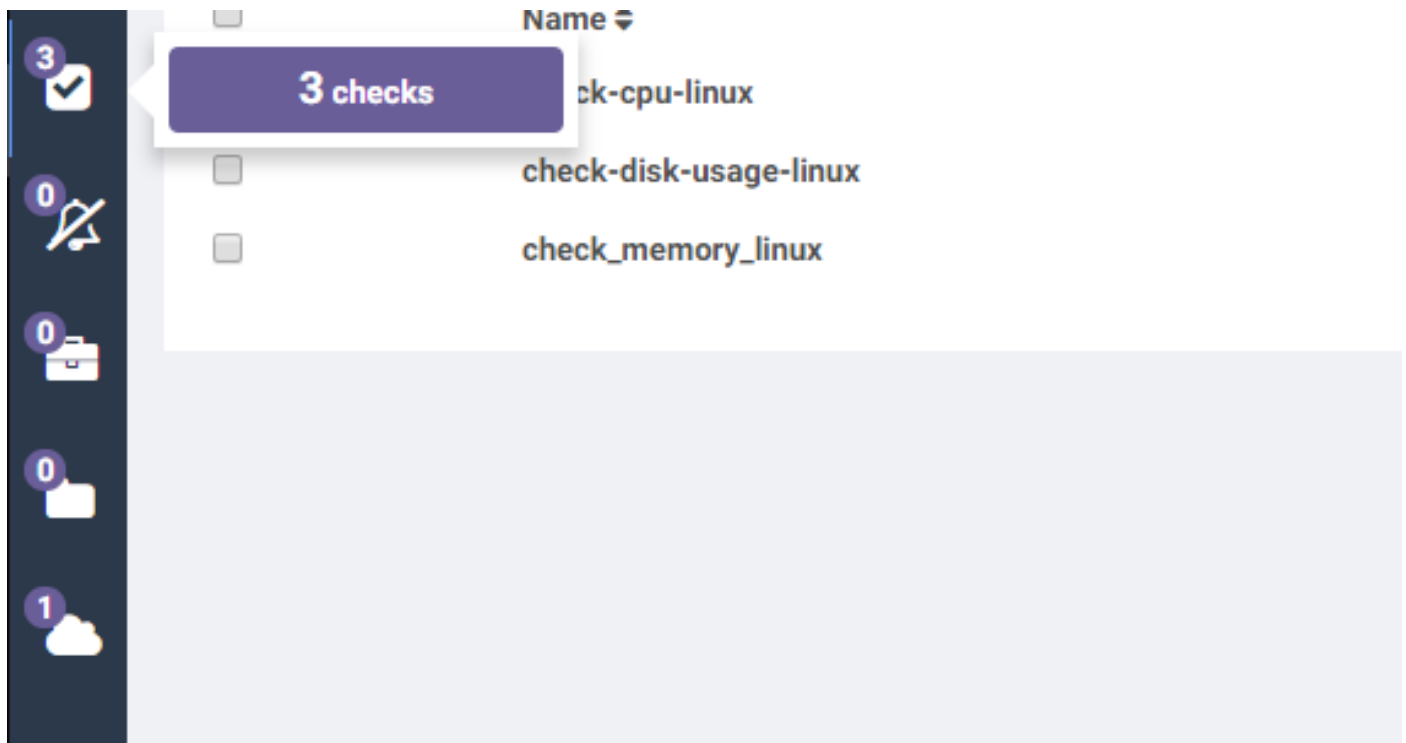 Name
3
3 checks
ck-cpu-linux
check-disk-usage-linux
0
check_memory_linux
0
0
1